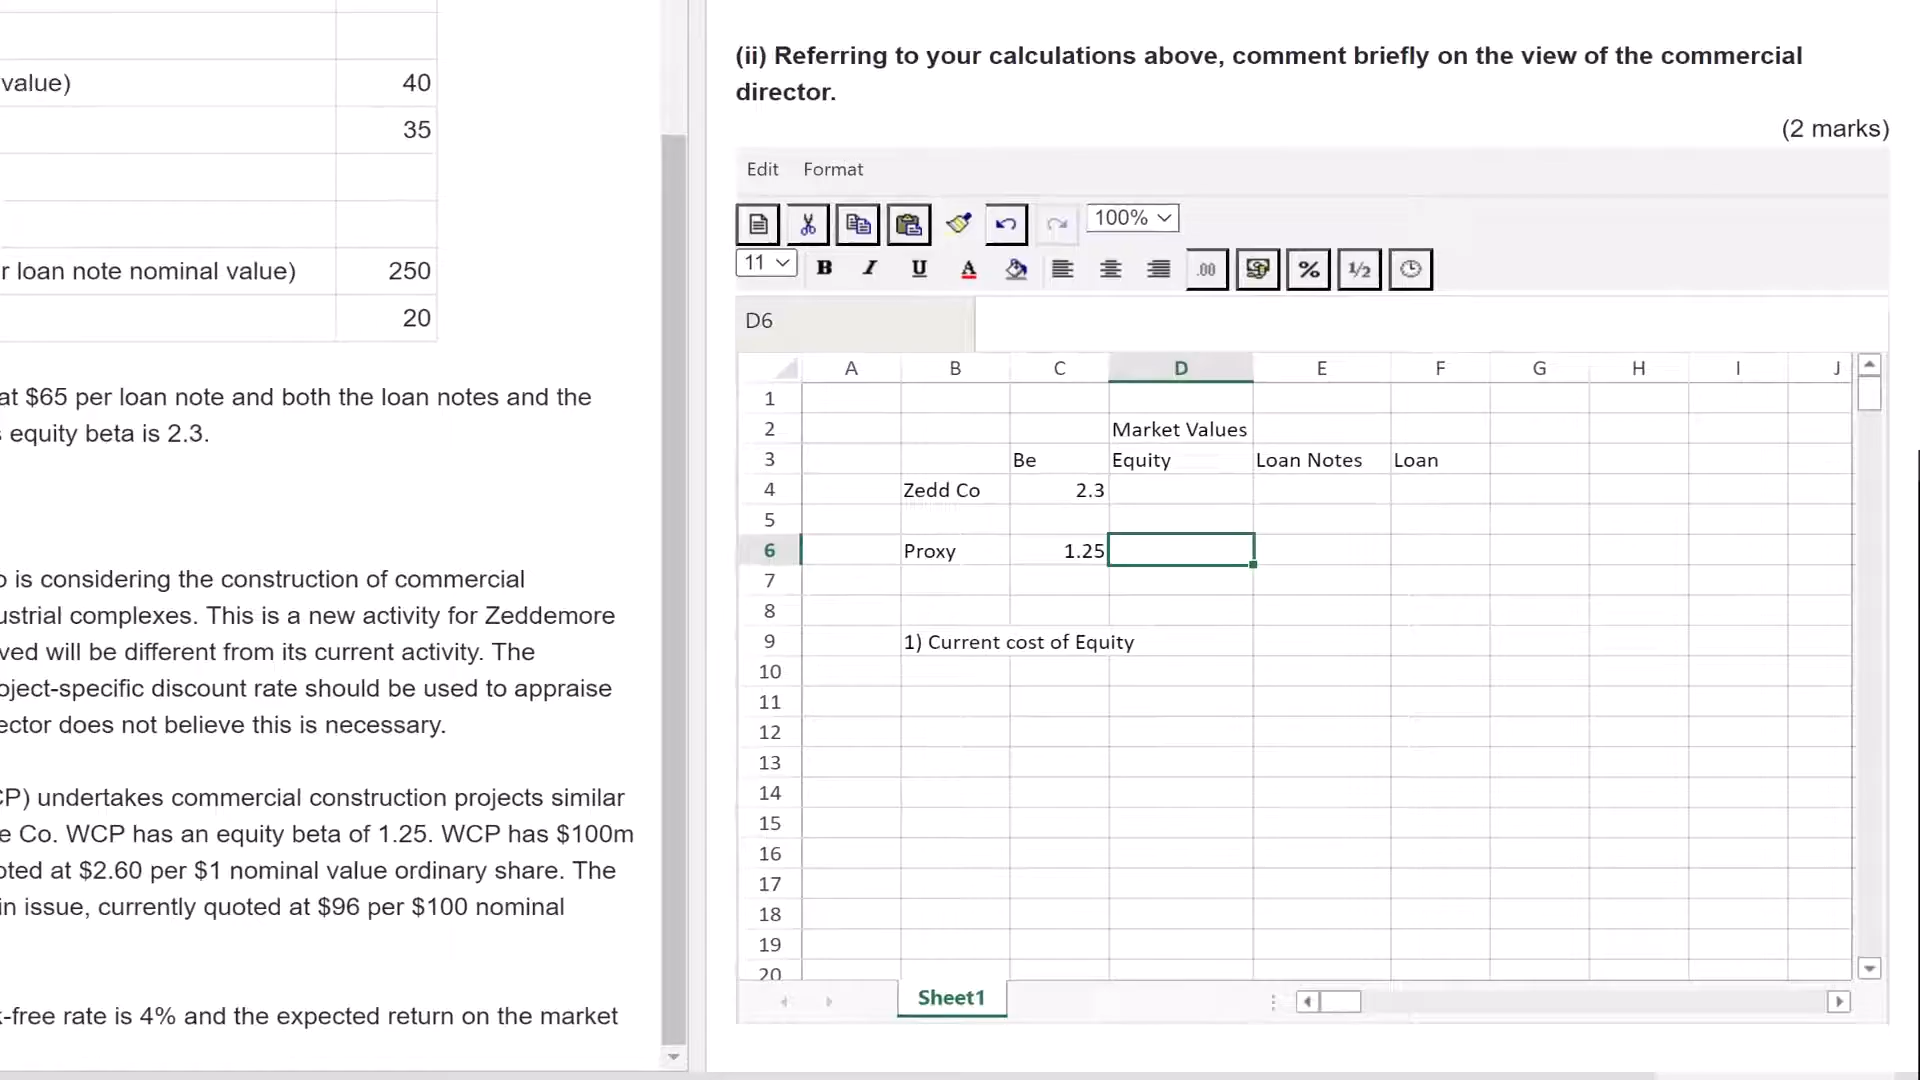 value)
40
35
r loan note nominal value)
250
20
at $65 per loan note and both the loan notes and the
equity beta is 2.3.
is considering the construction of commercial
ustrial complexes. This is a new activity for Zeddemore
ved will be different from its current activity. The
oject-specific discount rate should be used to appraise
ector does not believe this is necessary.
CP) undertakes commercial construction projects similar
e Co. WCP has an equity beta of 1.25. WCP has $100m
oted at $2.60 per $1 nominal value ordinary share. The
in issue, currently quoted at $96 per $100 nominal
-free rate is 4% and the expected return on the market
(ii) Referring to your calculations above, comment briefly on the view of the commercial
director.
(2 marks)
Edit Format
100%
11 B I U A .00 % 1/2
D6
A B C D E F G H I J
1
2 Market Values
3 Be Equity Loan Notes Loan
4 Zedd Co 2.3
5
6 Proxy 1.25
7
8
9 1) Current cost of Equity
10
11
12
13
14
15
16
17
18
19
20
Sheet1